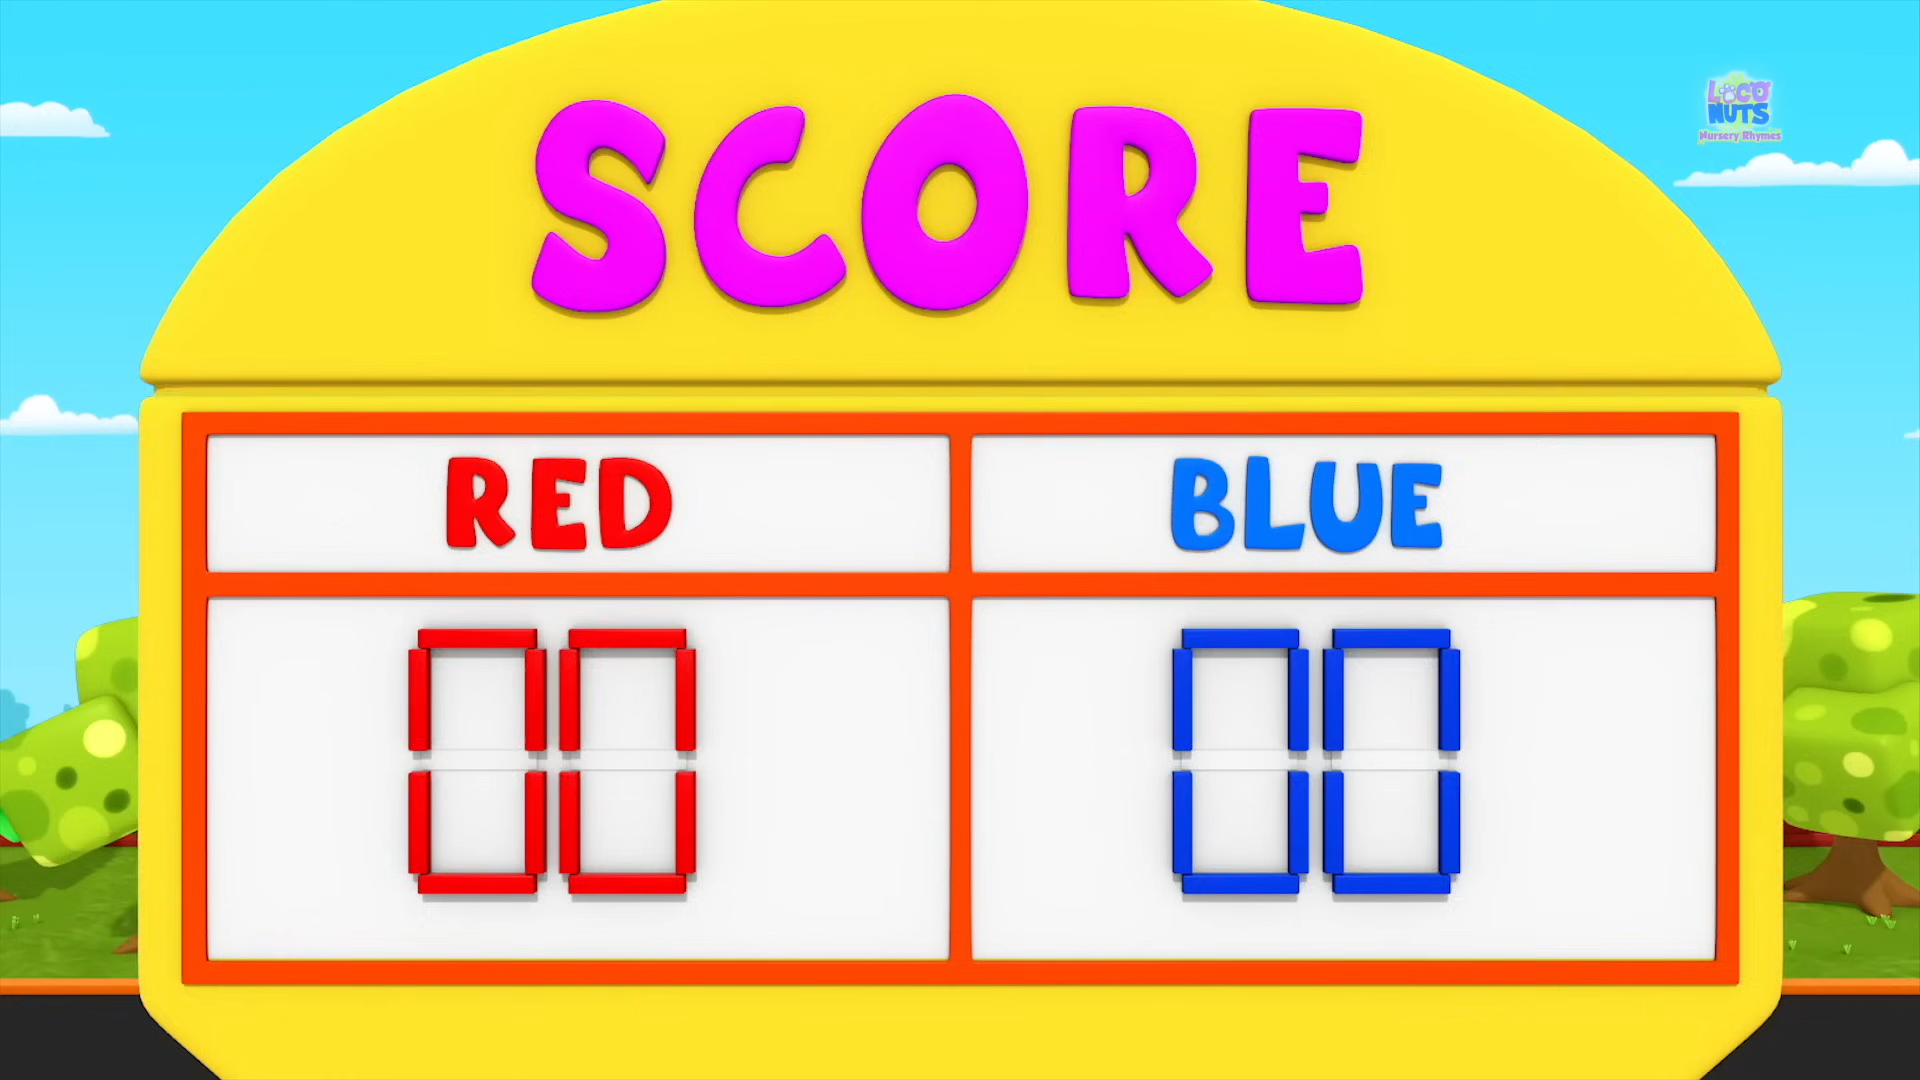 SCORE
LOCO
NUTS
Nursery Rhymes
RED BLUE
00 00